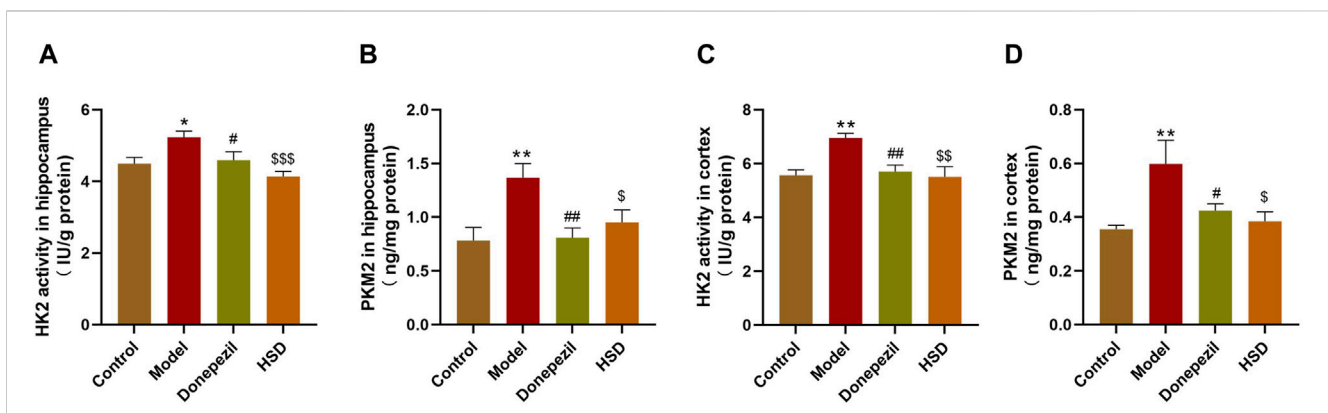 A
HK2 activity in hippocampus
( IU/g protein)
6
4
2
0
*
#
$$$
Control
Model
Donepezil
HSD
B
PKM2 in hippocampus
( ng/mg protein)
2.0
1.5
1.0
0.5
0.0
**
##
$
Control
Model
Donepezil
HSD
C
HK2 activity in cortex
( IU/g protein)
8
6
4
2
0
**
##
$$
Control
Model
Donepezil
HSD
D
PKM2 in cortex
( ng/mg protein)
0.8
0.6
0.4
0.2
0.0
**
#
$
Control
Model
Donepezil
HSD